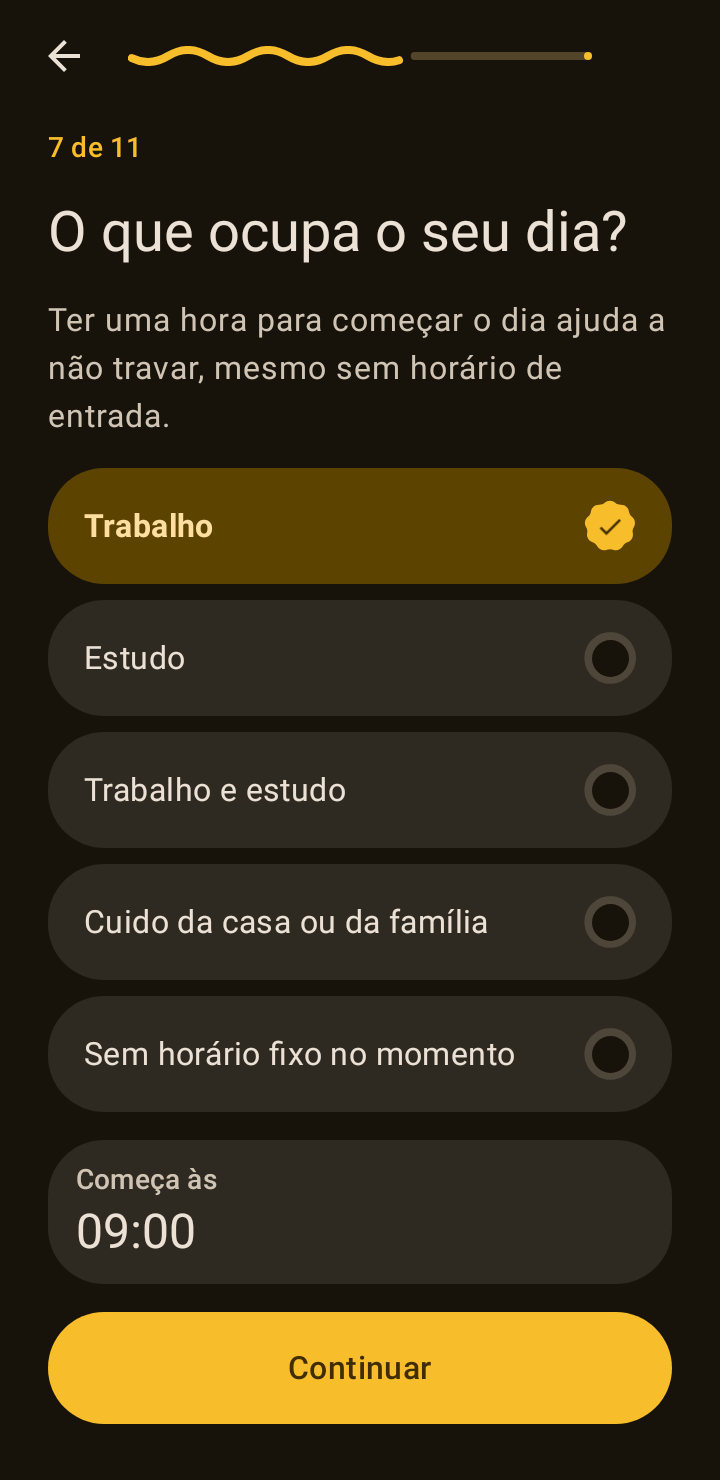 7 de 11
O que ocupa o seu dia?
Ter uma hora para começar o dia ajuda a
não travar, mesmo sem horário de
entrada.
Trabalho
Estudo
Trabalho e estudo
Cuido da casa ou da família
Sem horário fixo no momento
Começa às
09:00
Continuar